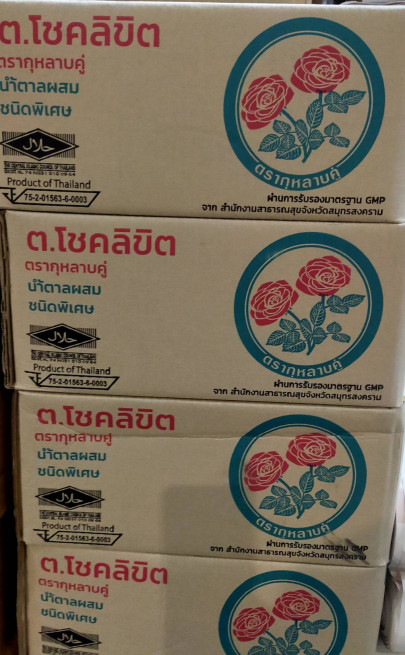 ต.โชคลิขิต
ตรากุหลาบคู่
น้ำตาลผสม
ชนิดพิเศษ
حلال
THE CENTRAL ISLAMIC COUNCIL OF THAILAND
Product of Thailand
75-2-01563-6-0003
ตรากุหลาบคู่
ผ่านการรับรองมาตรฐาน GMP
จาก สำนักงานสาธารณสุขจังหวัดสมุทรสงคราม
ต.โชคลิขิต
ตรากุหลาบคู่
น้ำตาลผสม
ชนิดพิเศษ
حلال
Product of Thailand
75-2-01563-6-0003
ตรากุหลาบคู่
ผ่านการรับรองมาตรฐาน GMP
จาก สำนักงานสาธารณสุขจังหวัดสมุทรสงคราม
ต.โชคลิขิต
ตรากุหลาบคู่
น้ำตาลผสม
ชนิดพิเศษ
حلال
Product of Thailand
75-2-01563-6-0003
ตรากุหลาบคู่
ผ่านการรับรองมาตรฐาน GMP
จาก สำนักงานสาธารณสุขจังหวัดสมุทรสงคราม
ต.โชคลิขิต
ตรากุหลาบคู่
น้ำตาลผสม
ชนิดพิเศษ
حلال